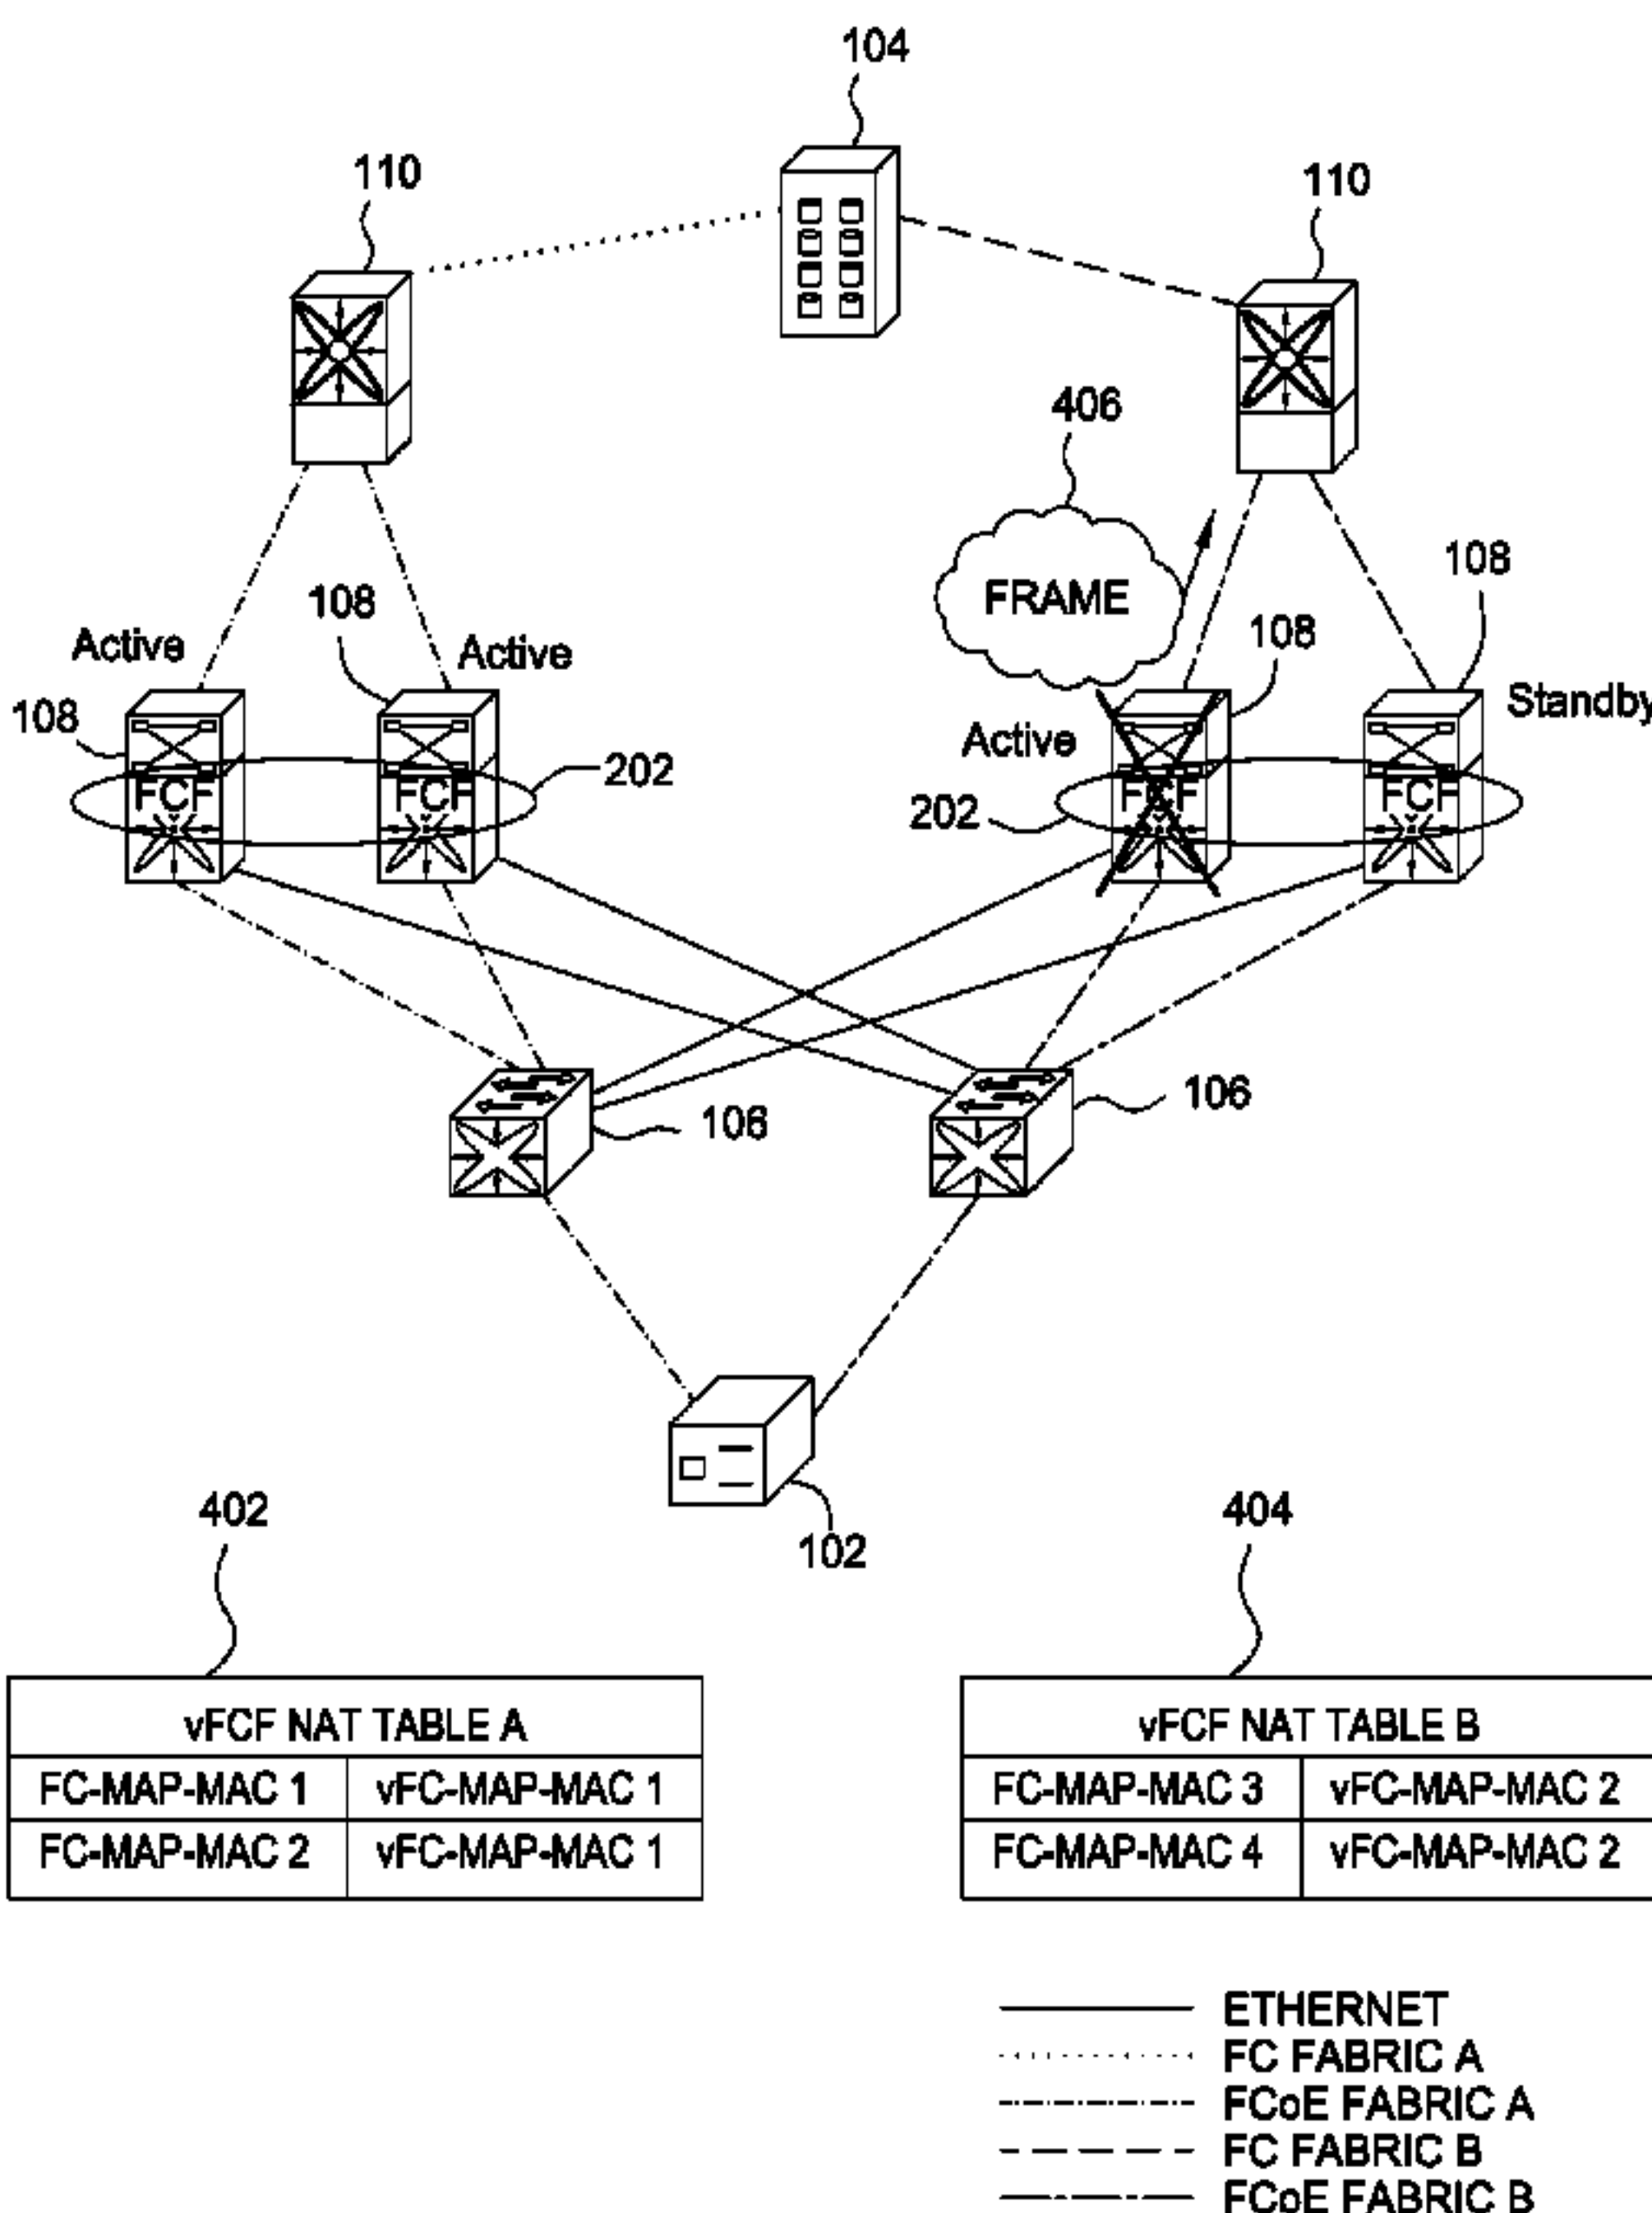 104
110
110
406
FRAME
108
108
Active
Active
108
108
Standby
Active
FCF
FCF
202
202
FCF
FCF
106
106
102
402
404
vFCF NAT TABLE A
FC-MAP-MAC 1 vFC-MAP-MAC 1
FC-MAP-MAC 2 vFC-MAP-MAC 1
vFCF NAT TABLE B
FC-MAP-MAC 3 vFC-MAP-MAC 2
FC-MAP-MAC 4 vFC-MAP-MAC 2
ETHERNET
FC FABRIC A
FCoE FABRIC A
FC FABRIC B
FCoE FABRIC B